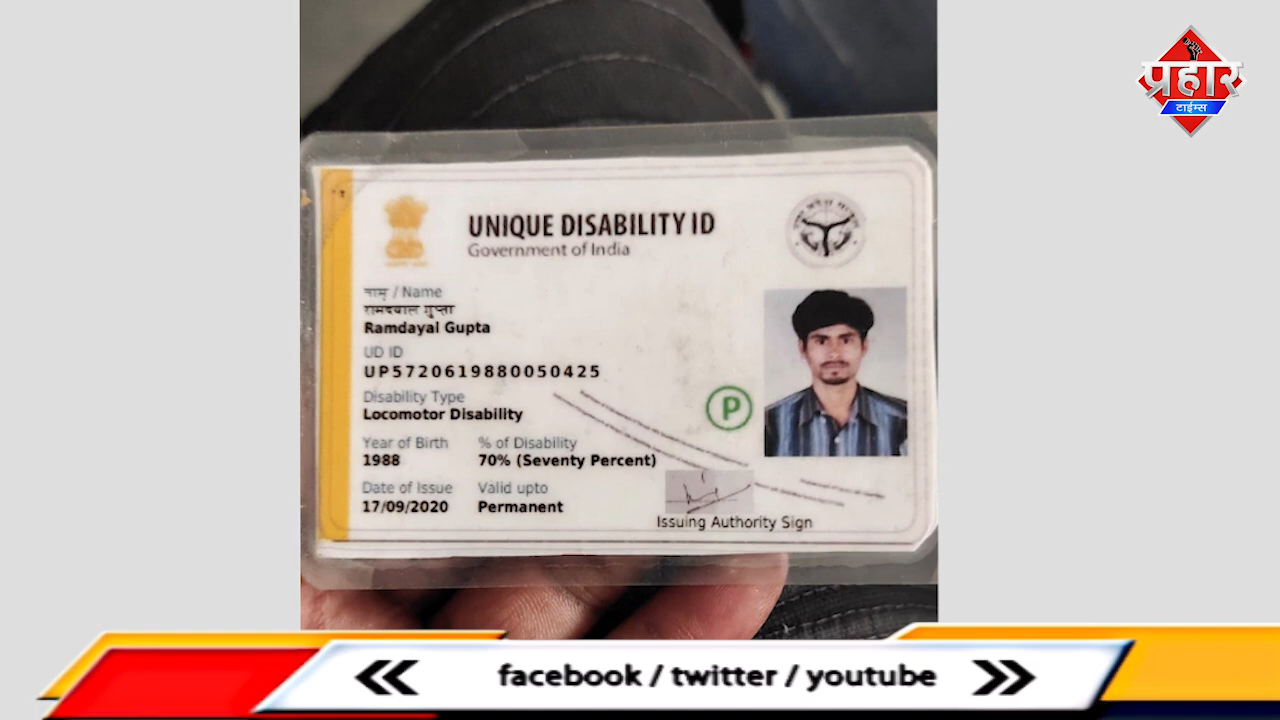 प्रहार
टाईम्स
UNIQUE DISABILITY ID
Government of India
नाम / Name
रामदयाल गुप्ता
Ramdayal Gupta
UD ID
UP5720619880050425
Disability Type
Locomotor Disability
Year of Birth % of Disability
1988 70% (Seventy Percent)
Date of Issue Valid upto
17/09/2020 Permanent
P
Issuing Authority Sign
facebook / twitter / youtube